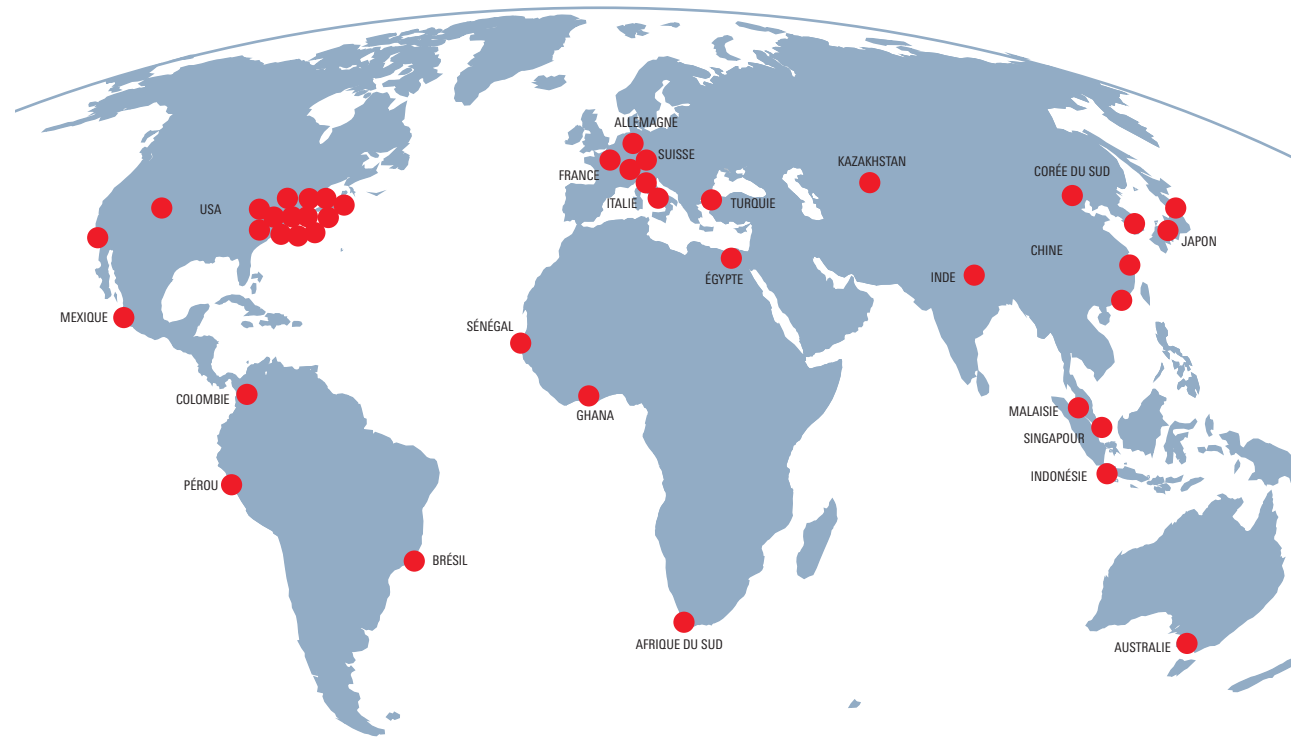 ALLEMAGNE
SUISSE
KAZAKHSTAN
CORÉE DU SUD
FRANCE
ITALIE
TURQUIE
USA
JAPON
CHINE
ÉGYPTE
INDE
MEXIQUE
SÉNÉGAL
COLOMBIE
GHANA
MALAISIE
SINGAPOUR
INDONÉSIE
PÉROU
BRÉSIL
AFRIQUE DU SUD
AUSTRALIE